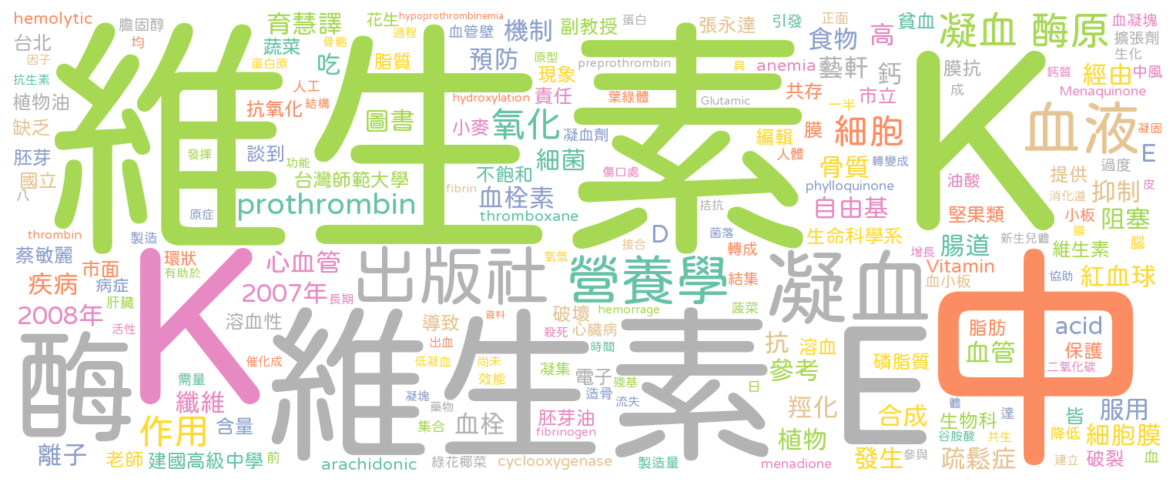 hemolytic
膽固醇
台北
均
因子
抗生素
植物油
缺乏
胚芽
國立
八
育慧譯
花生
hypoprothrombinemia
蔬菜
骨骼
過程
血管壁
機制
副教授
蛋白
張永達
引發
正面
貧血
高
凝血酶原
血凝塊
擴張劑
生化
吃
脂質
預防
原型
現象
preprothrombin
食物
anemia
藝軒
鈣
膜抗
成
鈣質
經由
中風
Menaquinone
蛋白原
抗氧化
人工
結構
hydroxylation
責任
葉綠體
Glutamic
共存
市立
一半
維生素K
圖書
小麥
氧化
凝血劑
編輯
膜
人體
細胞
血液
凝固
E
發揮
談到
功能
台灣師範大學
不飽和
細菌
傷口處
骨質
轉變成
過度
提供
消化道
皮
fibrin
血栓素
phylloquinone
油酸
抑制
原症
prothrombin
thromboxane
拮抗
自由基
堅果類
小板
腸
阻塞
thrombin
製造
接合
D
菌落
轉成
生命科學系
新生兒體
維生素
腦
蔡敏麗
環狀
有助於
心血管
出版社
氧氣
營養學
結集
凝血
增長
腸道
Vitamin
血小板
協助
紅血球
疾病
市面
病症
2007年
長期
肝臟
2008年
活性
K
溶血性
導致
hemorrage
破壞
心臟病
菠菜
中
脂肪
acid
血管
保護
二氧化碳
酶
維生素E
出血
資料
殺死
時間
抗
溶血
磷脂質
催化成
低凝血
尚未
效能
凝集
電子
殘基
參考
日
需量
纖維
凝塊
藥物
造骨
流失
羥化
合成
體
達
皆
服用
作用
含量
集合
血栓
胚芽油
fibrinogen
植物
生物科
谷胺酸
共生
降低
細胞膜
離子
老師
建國高級中學
前
arachidonic
綠花椰菜
cyclooxygenase
製造量
menadione
發生
參與
疏鬆症
建立
破裂
血